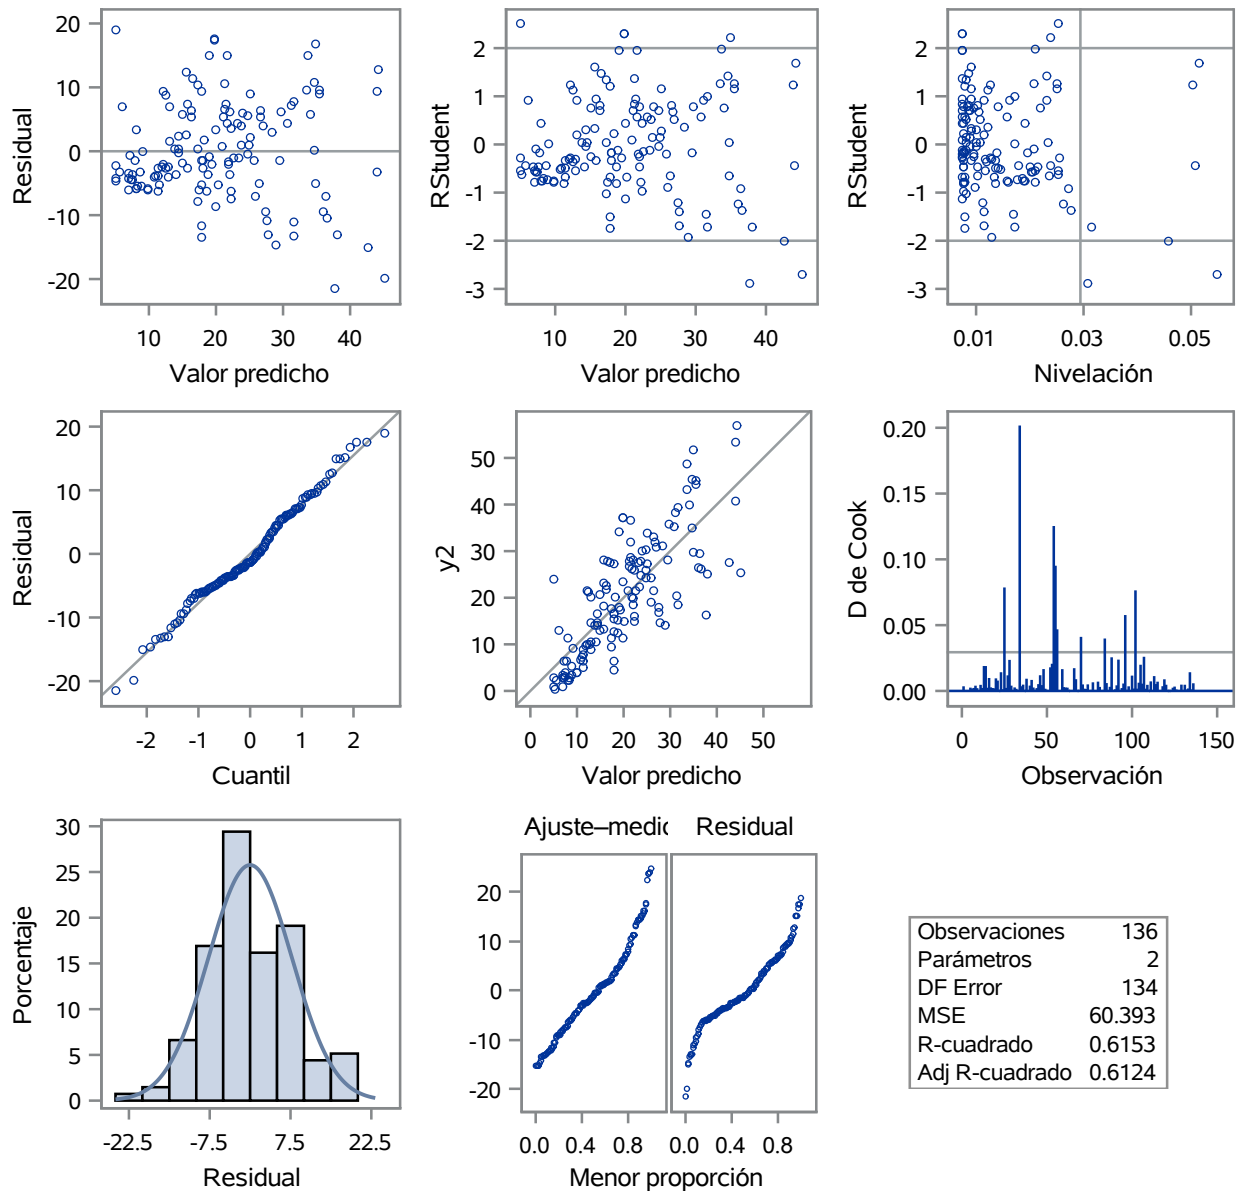 20
10
0
-10
-20
Residual
10 20 30 40
Valor predicho
2
1
0
-1
-2
-3
RStudent
10 20 30 40
Valor predicho
2
1
0
-1
-2
-3
RStudent
0.01 0.03 0.05
Nivelación
20
10
0
-10
-20
Residual
-2 -1 0 1 2
Cuantil
50
40
30
20
10
0
y2
0 10 20 30 40 50
Valor predicho
0.20
0.15
0.10
0.05
0.00
D de Cook
0 50 100 150
Observación
30
25
20
15
10
5
0
Porcentaje
-22.5 -7.5 7.5 22.5
Residual
Ajuste–medic Residual
20
10
0
-10
-20
0.0 0.4 0.8 0.0 0.4 0.8
Menor proporción
Observaciones 136
Parámetros 2
DF Error 134
MSE 60.393
R-cuadrado 0.6153
Adj R-cuadrado 0.6124